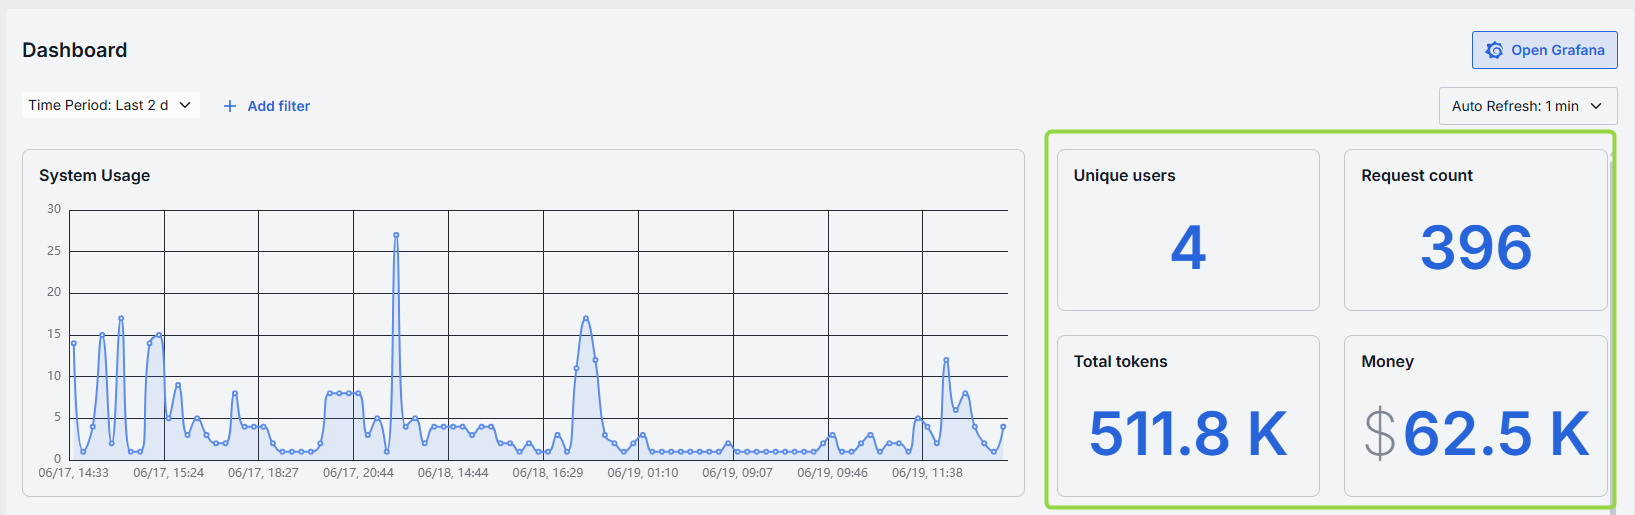 Dashboard
Open Grafana
Time Period: Last 2 d
+ Add filter
Auto Refresh: 1 min
System Usage
30
25
20
15
10
5
0
06/17, 14:33 06/17, 15:24 06/17, 18:27 06/17, 20:44 06/18, 14:44 06/18, 16:29 06/19, 01:10 06/19, 09:07 06/19, 09:46 06/19, 11:38
Unique users
4
Request count
396
Total tokens
511.8 K
Money
$62.5 K